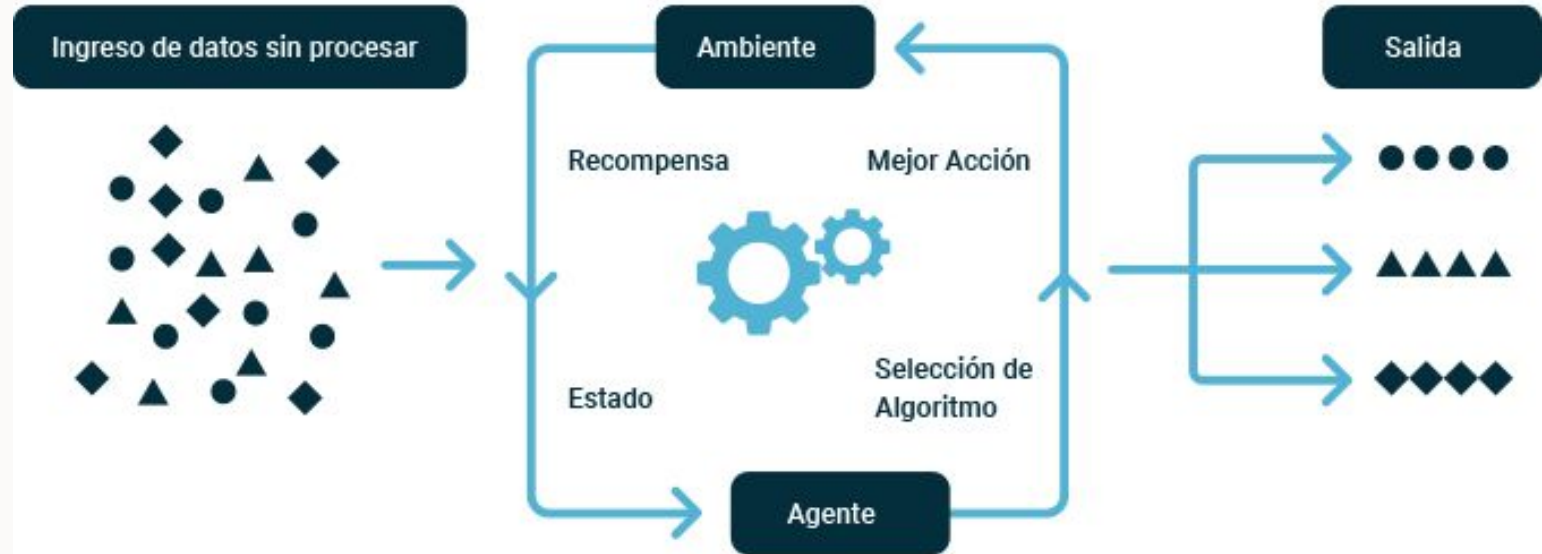 Ingreso de datos sin procesar
Ambiente
Salida
Recompensa
Mejor Acción
Estado
Selección de
Algoritmo
Agente